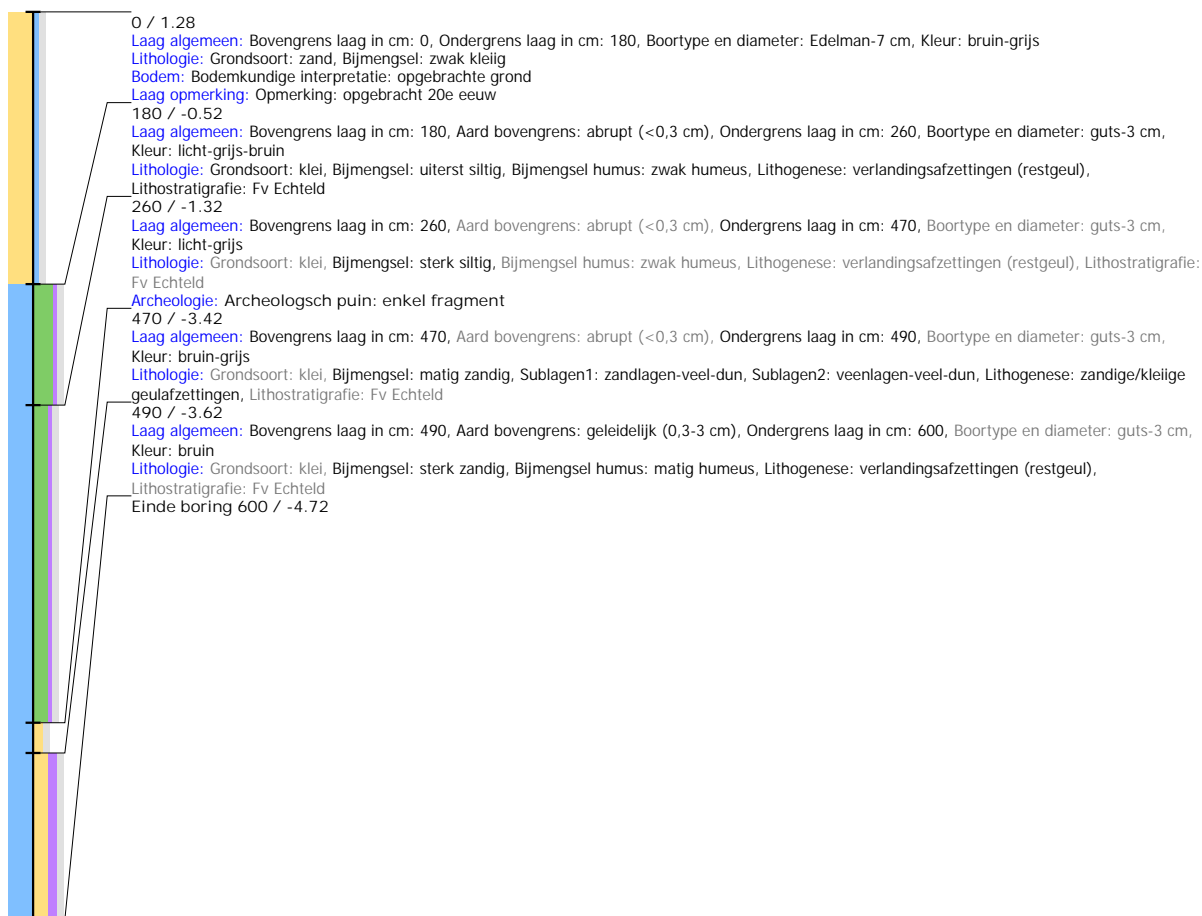 0 / 1.28
Laag algemeen: Bovengrens laag in cm: 0, Ondergrens laag in cm: 180, Boortype en diameter: Edelman-7 cm, Kleur: bruin-grijs
Lithologie: Grondsoort: zand, Bijmengsel: zwak kleiig
Bodem: Bodemkundige interpretatie: opgebrachte grond
Laag opmerking: Opmerking: opgebracht 20e eeuw
180 / -0.52
Laag algemeen: Bovengrens laag in cm: 180, Aard bovengrens: abrupt (<0,3 cm), Ondergrens laag in cm: 260, Boortype en diameter: guts-3 cm,
Kleur: licht-grijs-bruin
Lithologie: Grondsoort: klei, Bijmengsel: uiterst siltig, Bijmengsel humus: zwak humeus, Lithogenese: verlandingsafzettingen (restgeul),
Lithostratigrafie: Fv Echteld
260 / -1.32
Laag algemeen: Bovengrens laag in cm: 260, Aard bovengrens: abrupt (<0,3 cm), Ondergrens laag in cm: 470, Boortype en diameter: guts-3 cm,
Kleur: licht-grijs
Lithologie: Grondsoort: klei, Bijmengsel: sterk siltig, Bijmengsel humus: zwak humeus, Lithogenese: verlandingsafzettingen (restgeul), Lithostratigrafie:
Fv Echteld
Archeologie: Archeologsch puin: enkel fragment
470 / -3.42
Laag algemeen: Bovengrens laag in cm: 470, Aard bovengrens: abrupt (<0,3 cm), Ondergrens laag in cm: 490, Boortype en diameter: guts-3 cm,
Kleur: bruin-grijs
Lithologie: Grondsoort: klei, Bijmengsel: matig zandig, Sublagen1: zandlagen-veel-dun, Sublagen2: veenlagen-veel-dun, Lithogenese: zandige/kleiige
geulafzettingen, Lithostratigrafie: Fv Echteld
490 / -3.62
Laag algemeen: Bovengrens laag in cm: 490, Aard bovengrens: geleidelijk (0,3-3 cm), Ondergrens laag in cm: 600, Boortype en diameter: guts-3 cm,
Kleur: bruin
Lithologie: Grondsoort: klei, Bijmengsel: sterk zandig, Bijmengsel humus: matig humeus, Lithogenese: verlandingsafzettingen (restgeul),
Lithostratigrafie: Fv Echteld
Einde boring 600 / -4.72